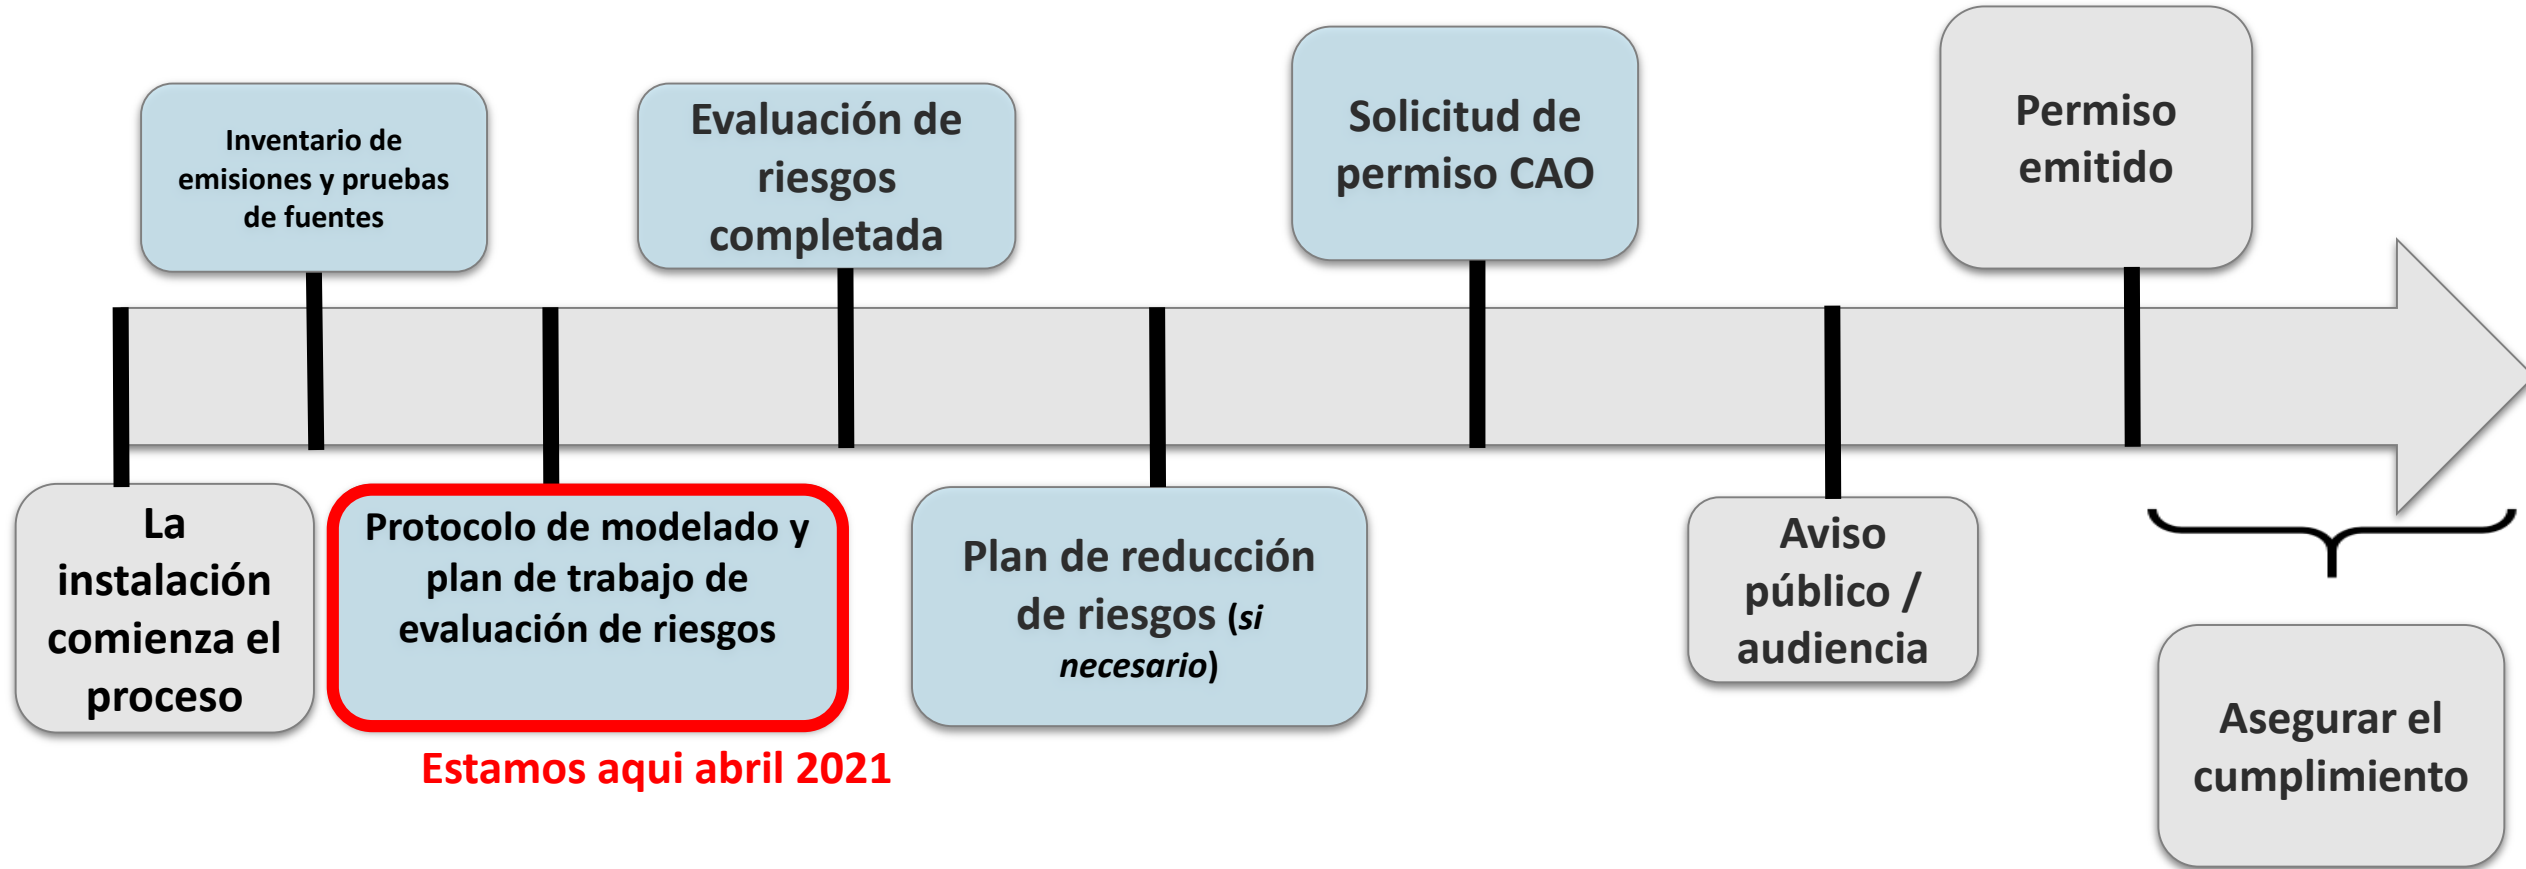 Inventario de
emisiones y pruebas
de fuentes
Evaluación de
riesgos
completada
Solicitud de
permiso CAO
Permiso
emitido
La
instalación
comienza el
proceso
Protocolo de modelado y
plan de trabajo de
evaluación de riesgos
Estamos aqui abril 2021
Plan de reducción
de riesgos (si
necesario)
Aviso
público /
audiencia
Asegurar el
cumplimiento